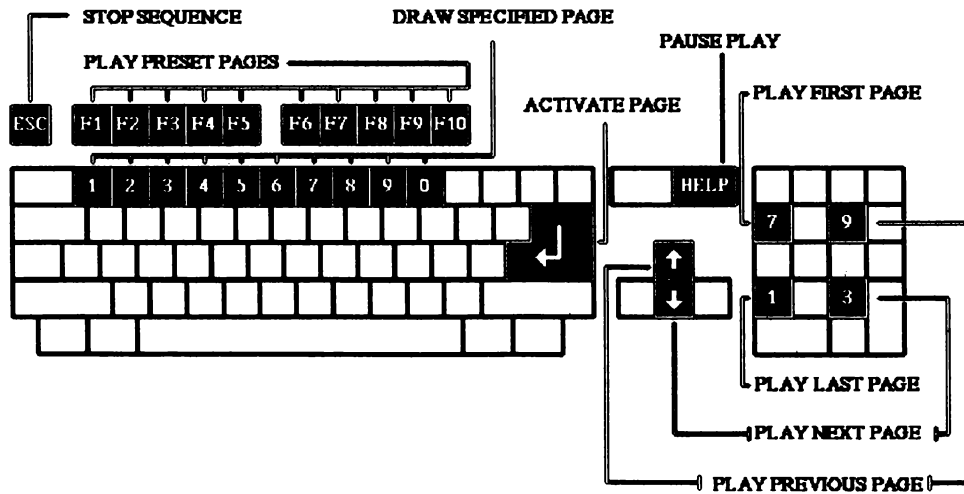 STOP SEQUENCE
DRAW SPECIFIED PAGE
PAUSE PLAY
PLAY PRESET PAGES
ACTIVATE PAGE
PLAY FIRST PAGE
ESC F1 F2 F3 F4 F5 F6 F7 F8 F9 F10
1 2 3 4 5 6 7 8 9 0 HELP
7 9
1 3
PLAY LAST PAGE
PLAY NEXT PAGE
PLAY PREVIOUS PAGE